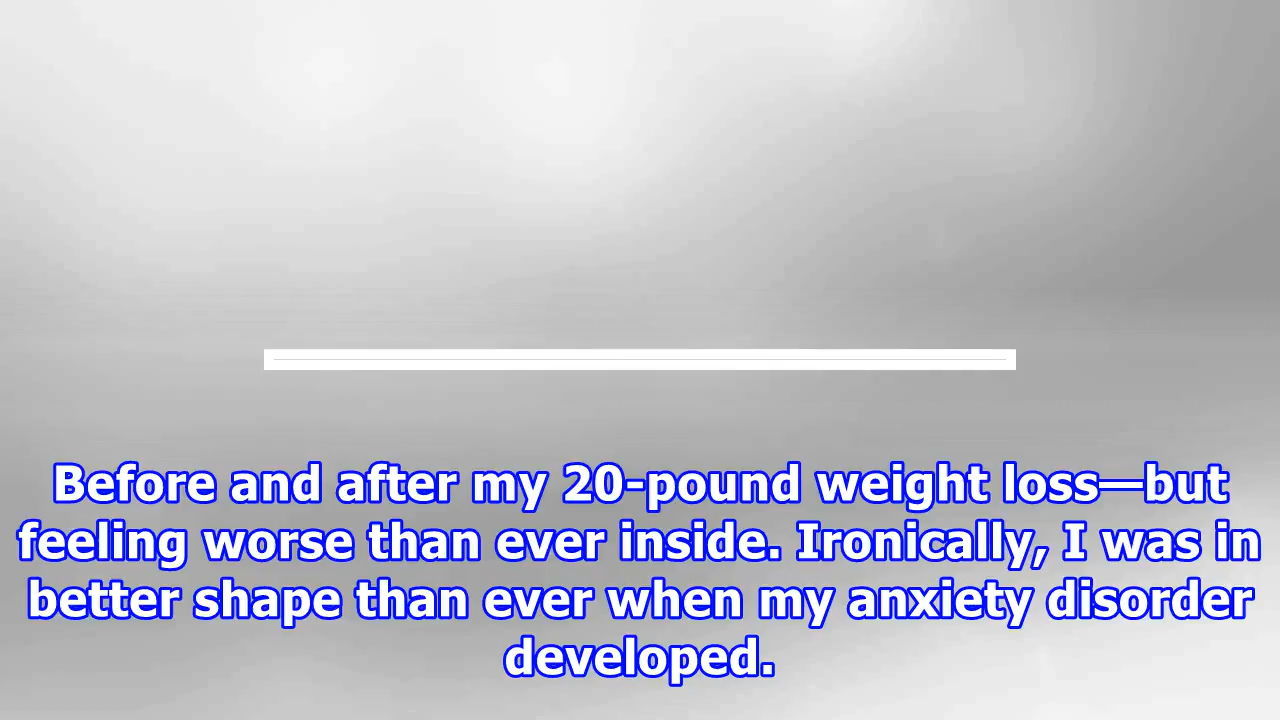 Before and after my 20-pound weight loss—but
feeling worse than ever inside. Ironically, I was in
better shape than ever when my anxiety disorder
developed.